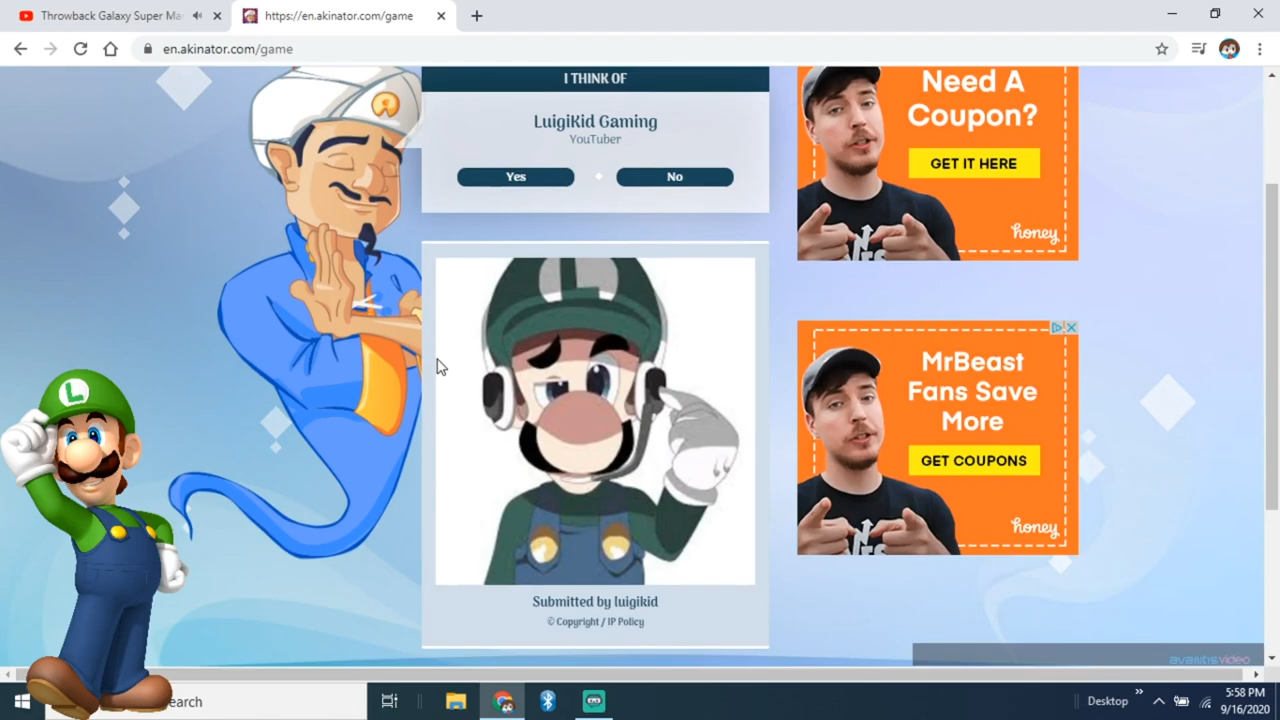 Throwback Galaxy Super Ma
https://en.akinator.com/game
en.akinator.com/game
I THINK OF
LuigiKid Gaming
YouTuber
Yes
No
Need A
Coupon?
GET IT HERE
honey
L
L
MrBeast
Fans Save
More
GET COUPONS
honey
Submitted by luigikid
© Copyright / IP Policy
avantisvideo
earch
Desktop
5:58 PM
9/16/2020